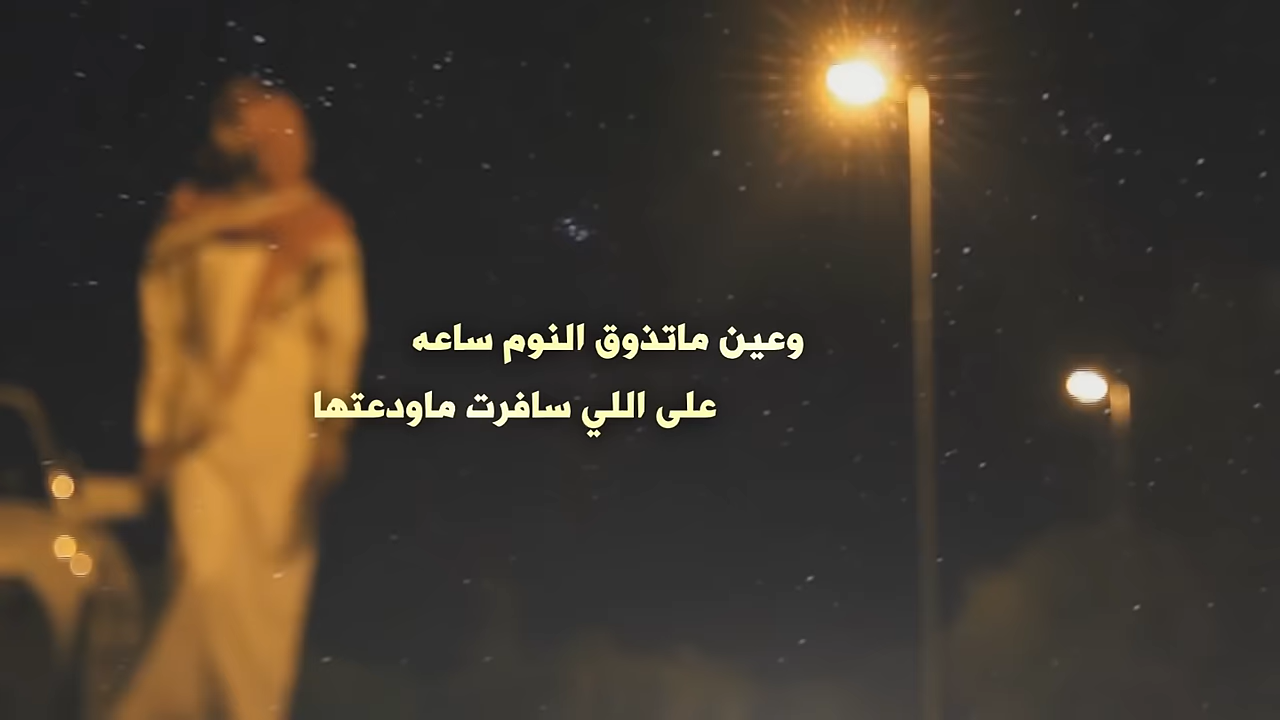 وعين ماتذوق النوم ساعه
على اللي سافرت ماودعتها